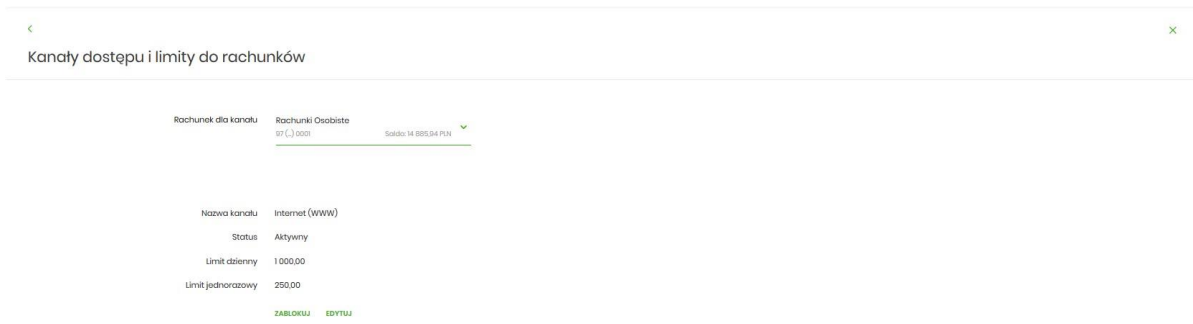 Kanały dostępu i limity do rachunków
Rachunek dla kanału Rachunki Osobiste
97 (...) 0001 Saldo: 14 885,94 PLN
Nazwa kanału Internet (WWW)
Status Aktywny
Limit dzienny 1 000,00
Limit jednorazowy 250,00
ZABLOKUJ EDYTUJ